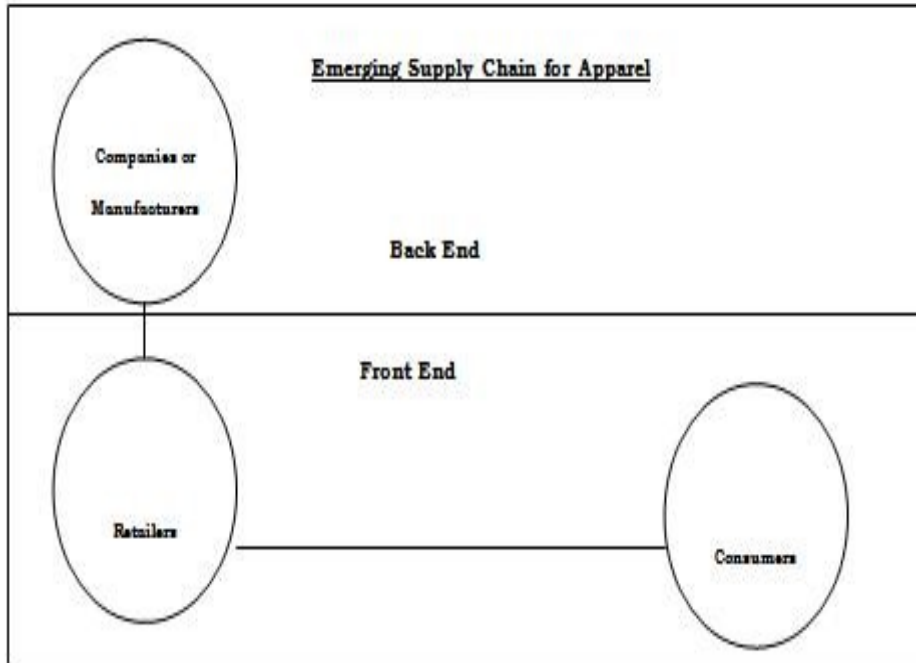 Emerging Supply Chain for Apparel
Companies or
Manufacturers
Back End
Front End
Retailers
Consumers